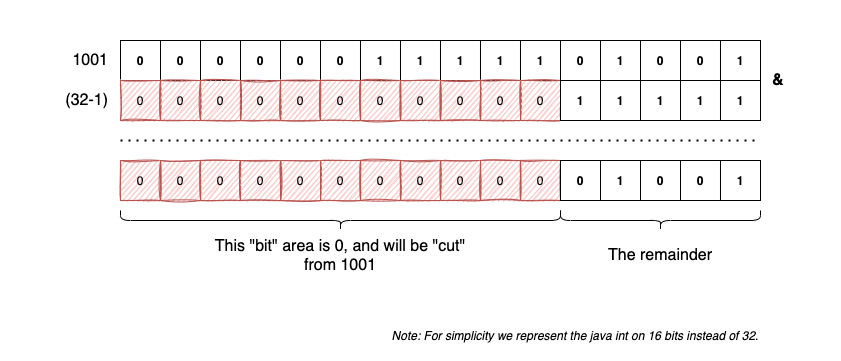 1001 0 0 0 0 0 0 1 1 1 1 1 0 1 0 0 1
&
(32-1) 0 0 0 0 0 0 0 0 0 0 0 1 1 1 1 1
0 0 0 0 0 0 0 0 0 0 0 0 1 0 0 1
This "bit" area is 0, and will be "cut"
from 1001
The remainder
Note: For simplicity we represent the java int on 16 bits instead of 32.